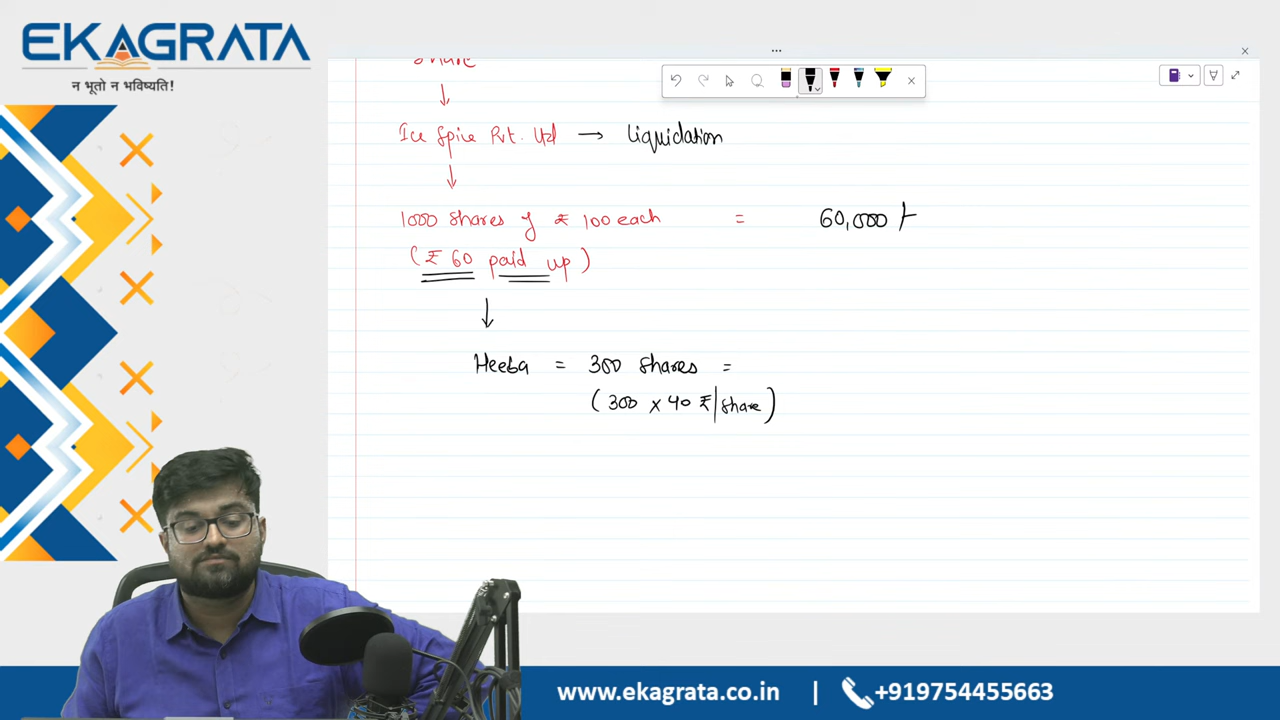 EKAGRATA
न भूतो न भविष्यति!
Share
Ice Spice Pvt. Ltd → Liquidation
1000 Shares of ₹ 100 each = 60,000 /-
(₹ 60 paid up)
Heeba = 300 Shares =
(300 x 40 ₹/share)
www.ekagrata.co.in | +919754455663